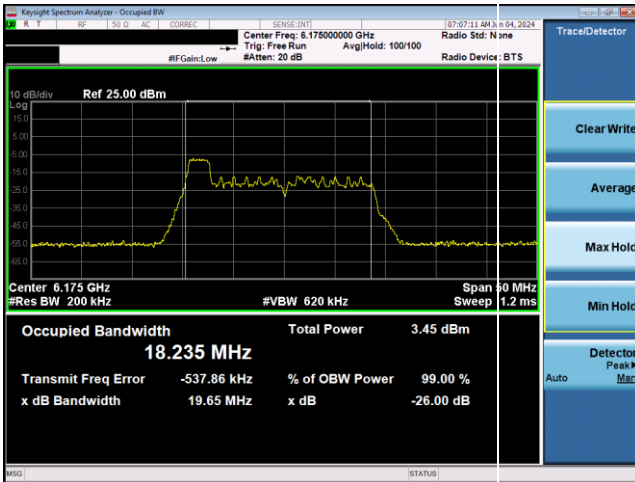 Keysight Spectrum Analyzer - Occupied BW
R T RF 50 Ω AC CORREC SENSE:INT 07:07:11 AM Jun 04, 2024
Center Freq: 6.175000000 GHz Radio Std: None
Trig: Free Run Avg|Hold: 100/100
#IFGain:Low #Atten: 20 dB Radio Device: BTS
Trace/Detector
10 dB/div Ref 25.00 dBm
Log
15.0
5.00
-5.00
-15.0
-25.0
-35.0
-45.0
-55.0
-65.0
Center 6.175 GHz Span 50 MHz
#Res BW 200 kHz #VBW 620 kHz Sweep 1.2 ms
Occupied Bandwidth Total Power 3.45 dBm
18.235 MHz
Transmit Freq Error -537.86 kHz % of OBW Power 99.00 %
x dB Bandwidth 19.65 MHz x dB -26.00 dB
Clear Write
Average
Max Hold
Min Hold
Detector
Peak
Auto Man
MSG STATUS